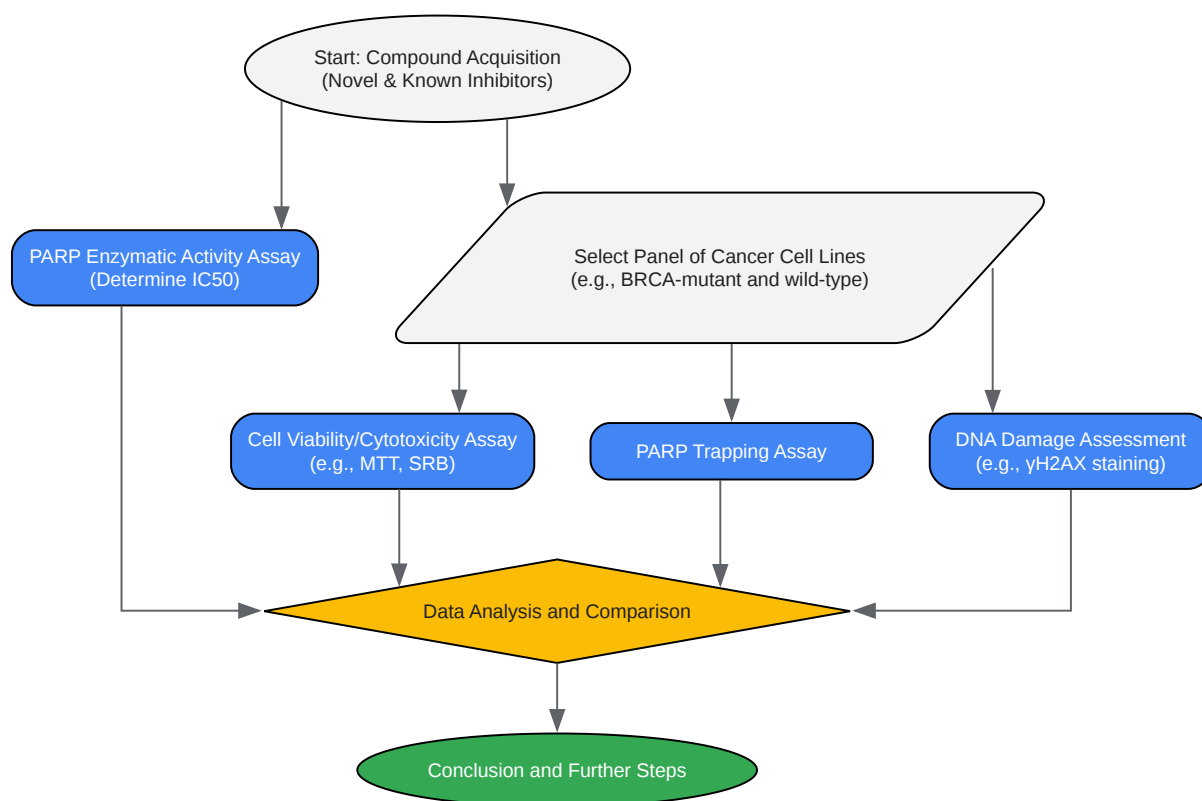 Start: Compound Acquisition
(Novel & Known Inhibitors)
PARP Enzymatic Activity Assay
(Determine IC50)
Select Panel of Cancer Cell Lines
(e.g., BRCA-mutant and wild-type)
Cell Viability/Cytotoxicity Assay
(e.g., MTT, SRB)
PARP Trapping Assay
DNA Damage Assessment
(e.g., γH2AX staining)
Data Analysis and Comparison
Conclusion and Further Steps